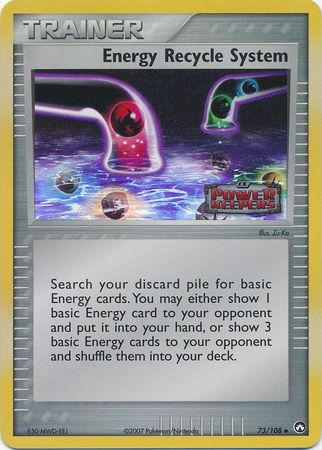 TRAINER
Energy Recycle System
EX
POWER
KEEPERS
Illus. Zu-Ka
Search your discard pile for basic
Energy cards. You may either show 1
basic Energy card to your opponent
and put it into your hand, or show 3
basic Energy cards to your opponent
and shuffle them into your deck.
E50-MWD-EEJ
©2007 Pokémon/Nintendo
73/108